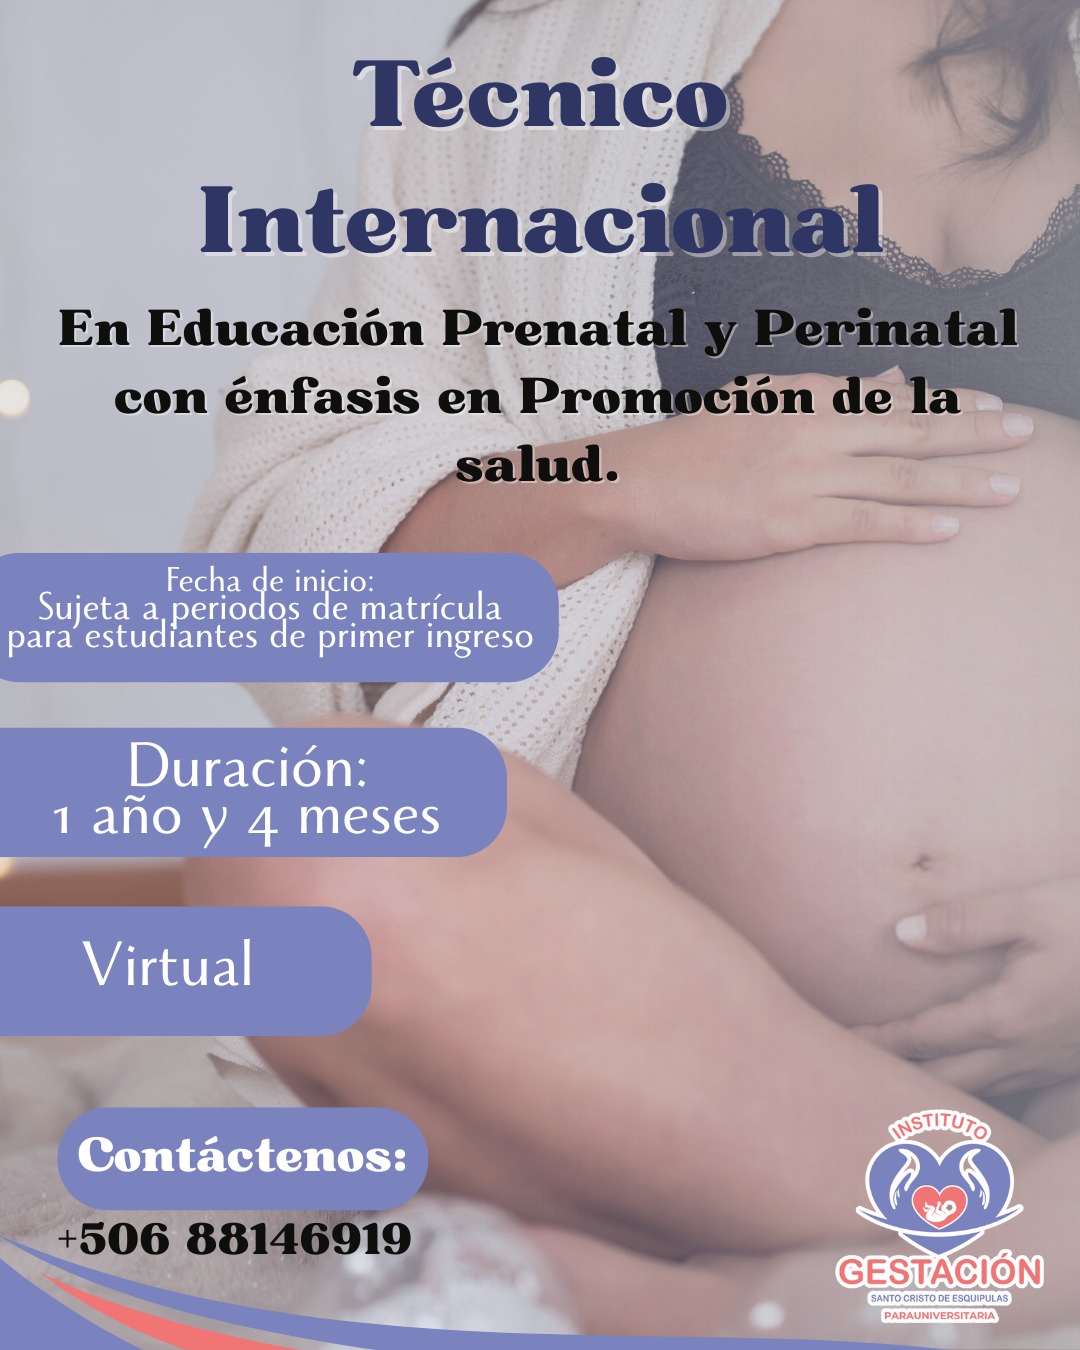 Técnico
Internacional
En Educación Prenatal y Perinatal
con énfasis en Promoción de la
salud.
Fecha de inicio:
Sujeta a periodos de matrícula
para estudiantes de primer ingreso
Duración:
1 año y 4 meses
Virtual
Contáctenos:
+506 88146919
INSTITUTO
GESTACIÓN
SANTO CRISTO DE ESQUIPULAS
PARAUNIVERSITARIA